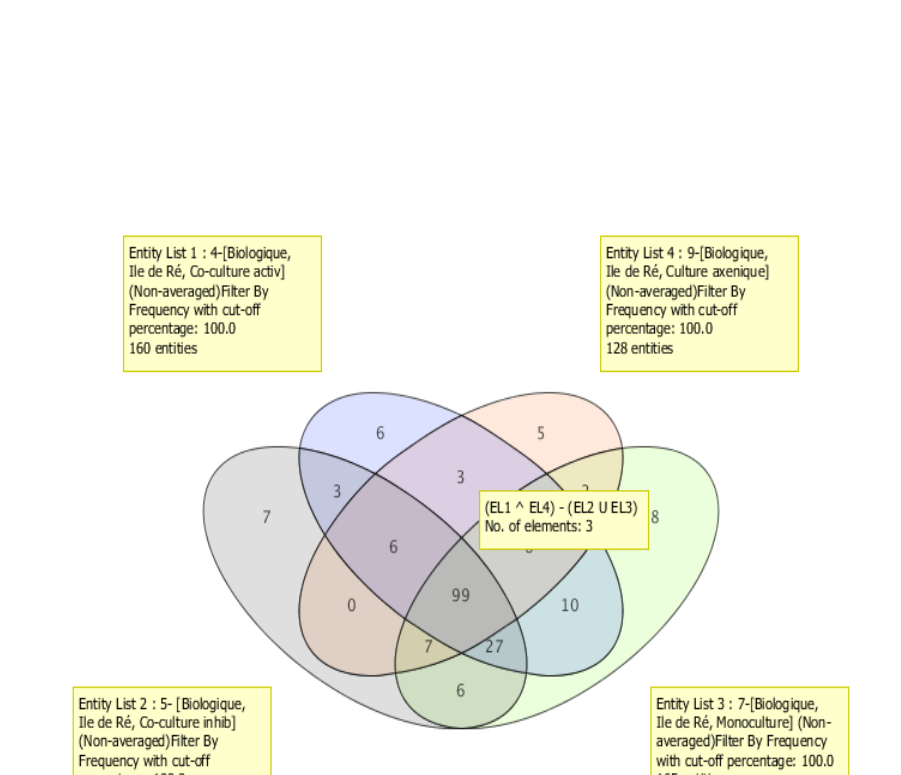 Entity List 1 : 4-[Biologique,
Ile de Ré, Co-culture activ]
(Non-averaged)Filter By
Frequency with cut-off
percentage: 100.0
160 entities
Entity List 4 : 9-[Biologique,
Ile de Ré, Culture axenique]
(Non-averaged)Filter By
Frequency with cut-off
percentage: 100.0
128 entities
6
5
3
3
7
(EL1 ^ EL4) - (EL2 U EL3)
No. of elements: 3
8
6
99
0
10
7
27
6
Entity List 2 : 5- [Biologique,
Ile de Ré, Co-culture inhib]
(Non-averaged)Filter By
Frequency with cut-off
Entity List 3 : 7-[Biologique,
Ile de Ré, Monoculture] (Non-
averaged)Filter By Frequency
with cut-off percentage: 100.0